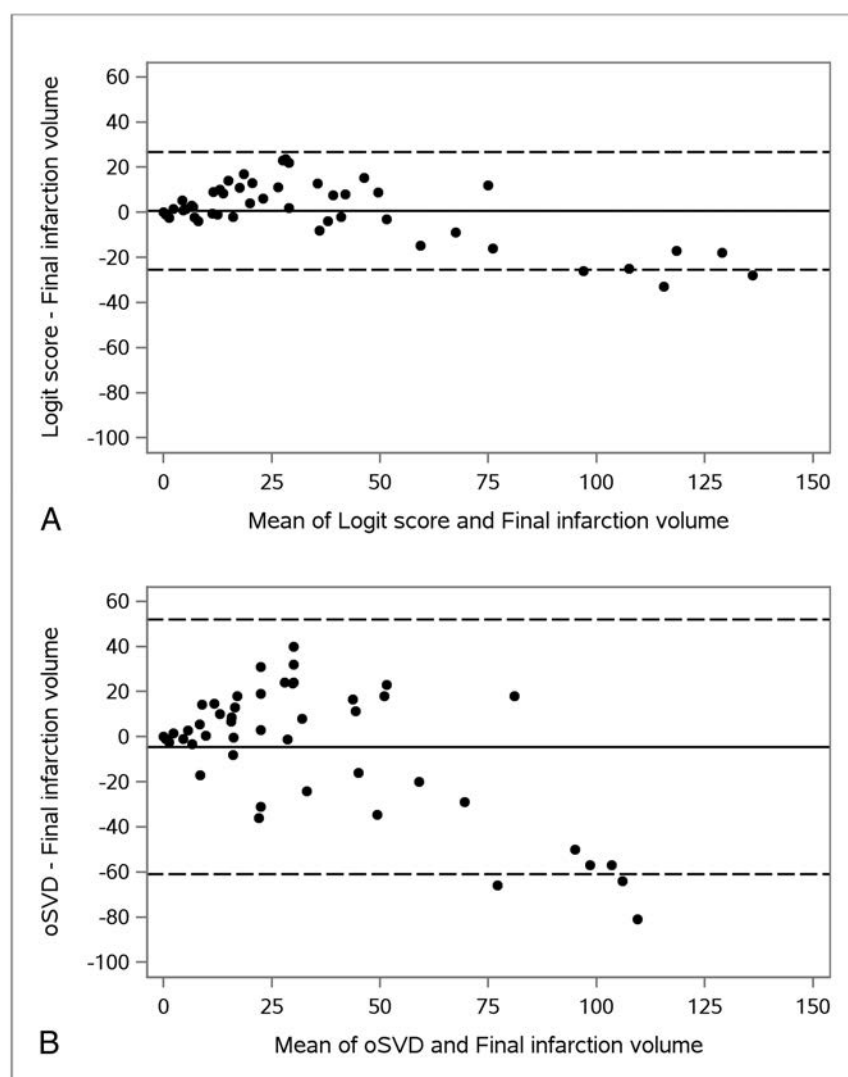 Logit score - Final infarction volume
60
40
20
0
-20
-40
-60
-80
-100
0 25 50 75 100 125 150
Mean of Logit score and Final infarction volume
A
oSVD - Final infarction volume
60
40
20
0
-20
-40
-60
-80
-100
0 25 50 75 100 125 150
Mean of oSVD and Final infarction volume
B